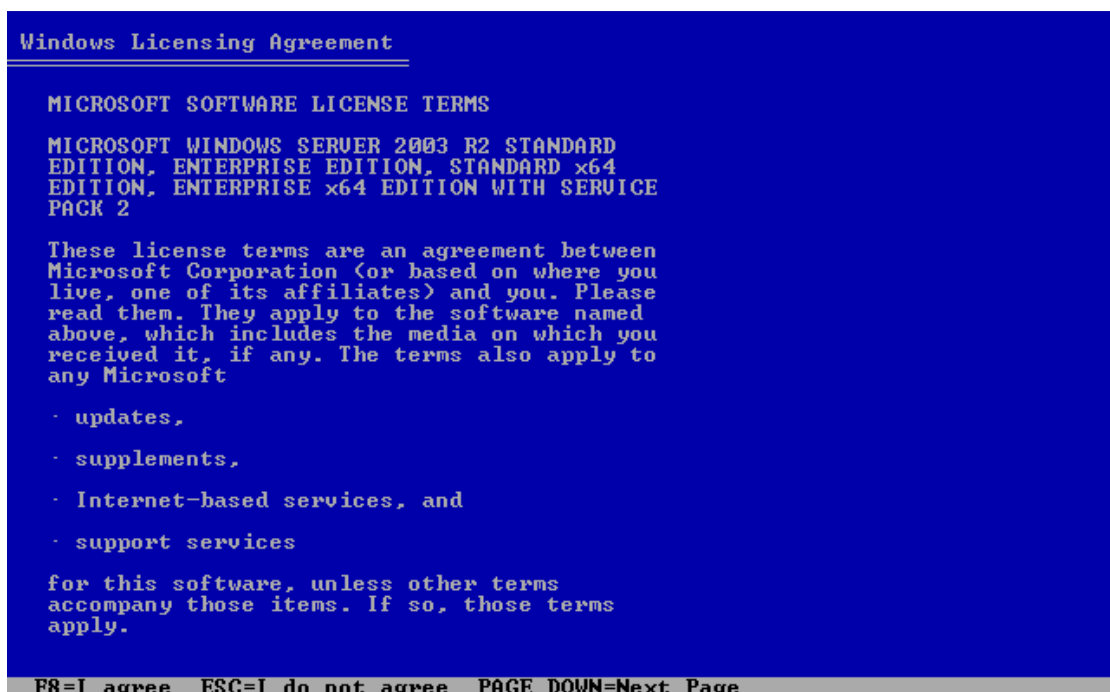 Windows Licensing Agreement
MICROSOFT SOFTWARE LICENSE TERMS
MICROSOFT WINDOWS SERVER 2003 R2 STANDARD
EDITION, ENTERPRISE EDITION, STANDARD x64
EDITION, ENTERPRISE x64 EDITION WITH SERVICE
PACK 2
These license terms are an agreement between
Microsoft Corporation (or based on where you
live, one of its affiliates) and you. Please
read them. They apply to the software named
above, which includes the media on which you
received it, if any. The terms also apply to
any Microsoft
· updates,
· supplements,
· Internet-based services, and
· support services
for this software, unless other terms
accompany those items. If so, those terms
apply.
F8=I agree ESC=I do not agree PAGE DOWN=Next Page